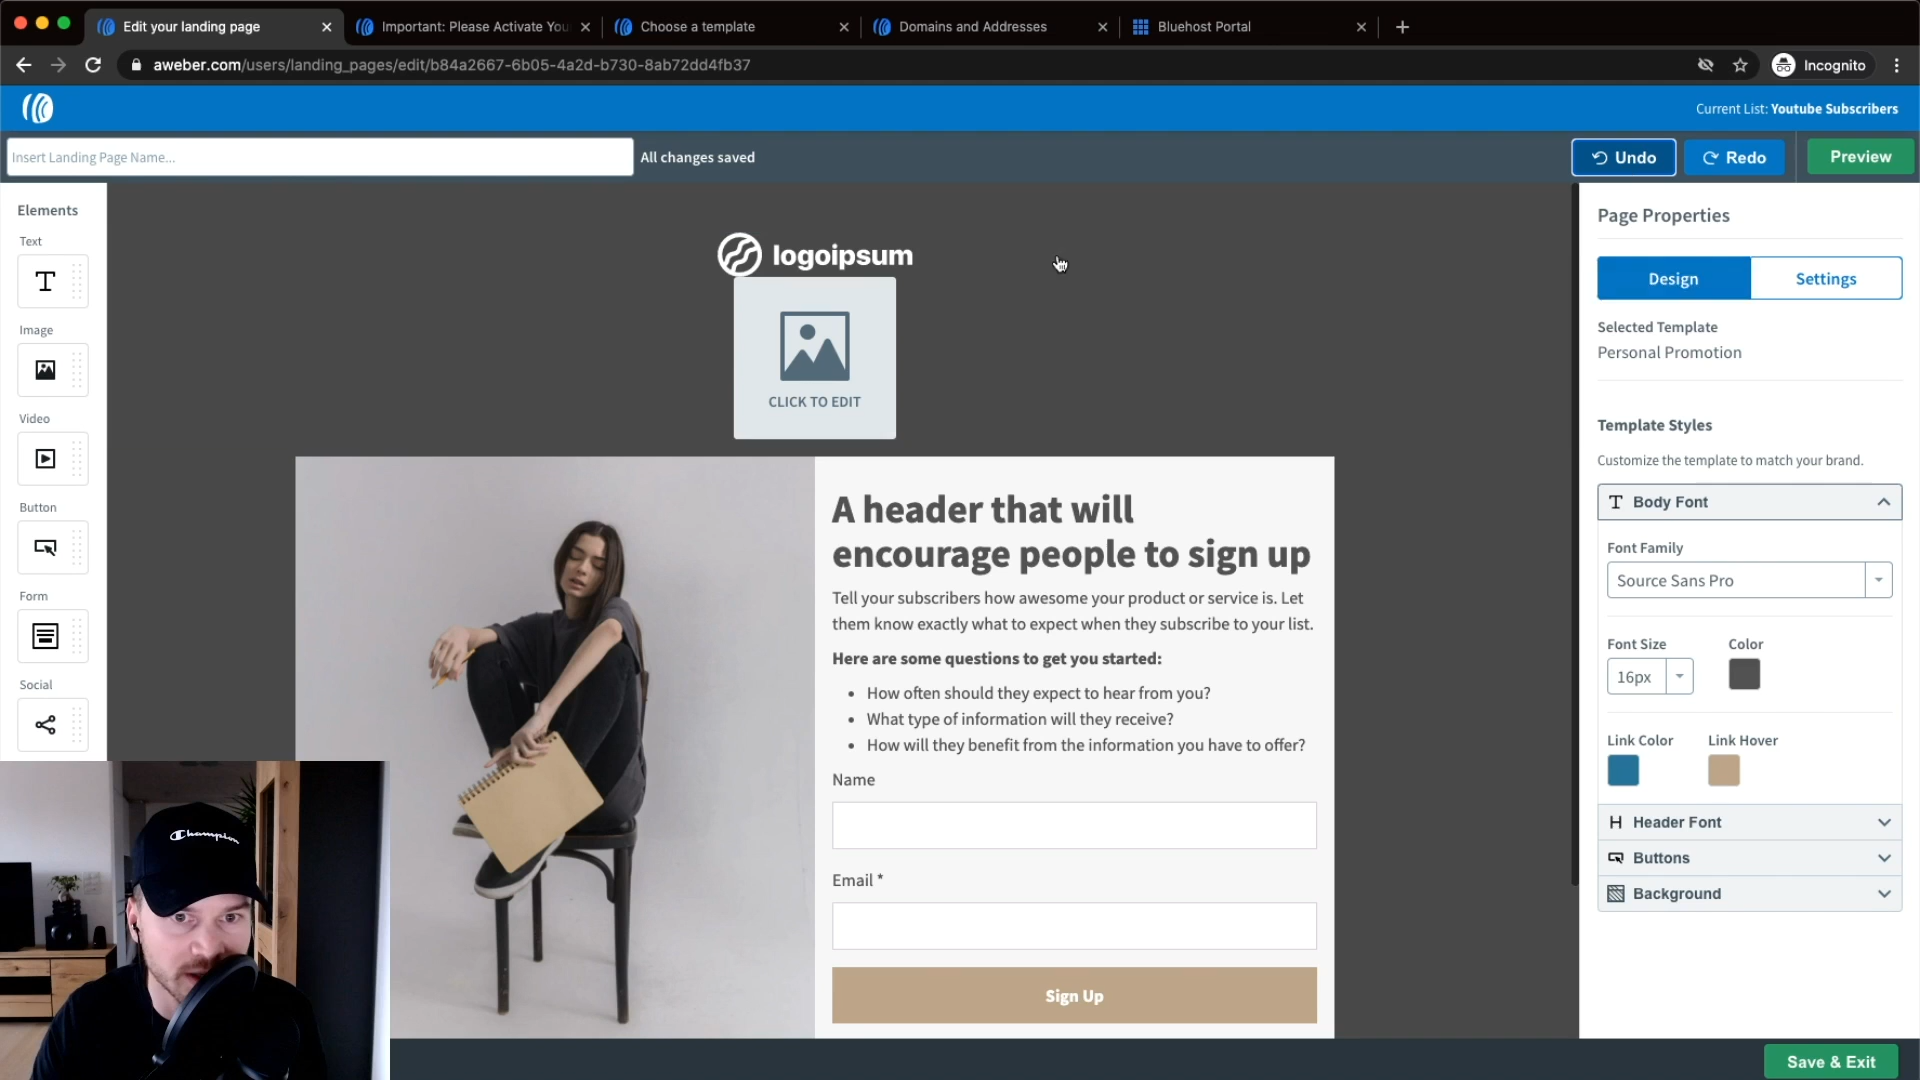 Edit your landing page
Important: Please Activate You
Choose a template
Domains and Addresses
Bluehost Portal
aweber.com/users/landing_pages/edit/b84a2667-6b05-4a2d-b730-8ab72dd4fb37
Incognito
Current List: Youtube Subscribers
Insert Landing Page Name...
All changes saved
Undo
Redo
Preview
Elements
Text
Image
Video
Button
Form
Social
logoipsum
CLICK TO EDIT
A header that will
encourage people to sign up
Tell your subscribers how awesome your product or service is. Let
them know exactly what to expect when they subscribe to your list.
Here are some questions to get you started:
• How often should they expect to hear from you?
• What type of information will they receive?
• How will they benefit from the information you have to offer?
Name
Email *
Sign Up
Page Properties
Design
Settings
Selected Template
Personal Promotion
Template Styles
Customize the template to match your brand.
T Body Font
Font Family
Source Sans Pro
Font Size
Color
16px
Link Color
Link Hover
H Header Font
Buttons
Background
Save & Exit
Champion